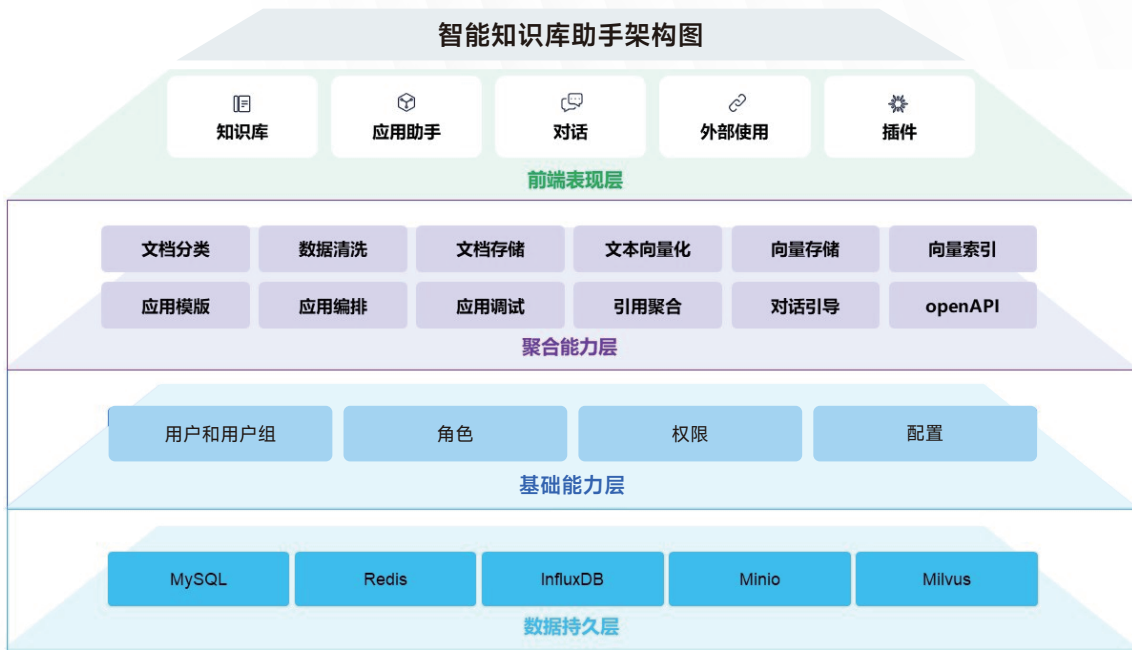 智能知识库助手架构图
知识库 应用助手 对话 外部使用 插件
前端表现层
文档分类 数据清洗 文档存储 文本向量化 向量存储 向量索引
应用模版 应用编排 应用调试 引用聚合 对话引导 openAPI
聚合能力层
用户和用户组 角色 权限 配置
基础能力层
MySQL Redis InfluxDB Minio Milvus
数据持久层